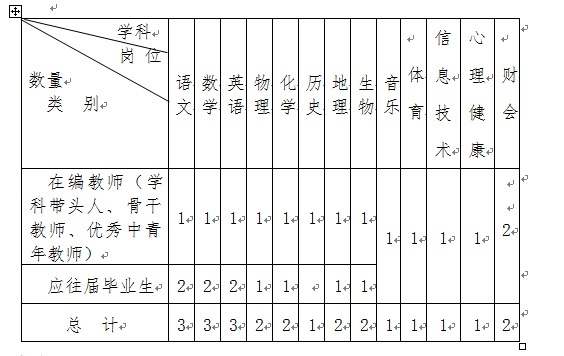 学科
岗 位
数量
类 别
语文 数学 英语 物理 化学 历史 地理 生物 音乐 体育 信息技术 心理健康 财会
在编教师（学
科带头人、骨干
教师、优秀中青
年教师）
1 1 1 1 1 1 1 1 1 1 1 1 2
应往届毕业生 2 2 2 1 1 1 1
总 计 3 3 3 2 2 1 2 2 1 1 1 1 2